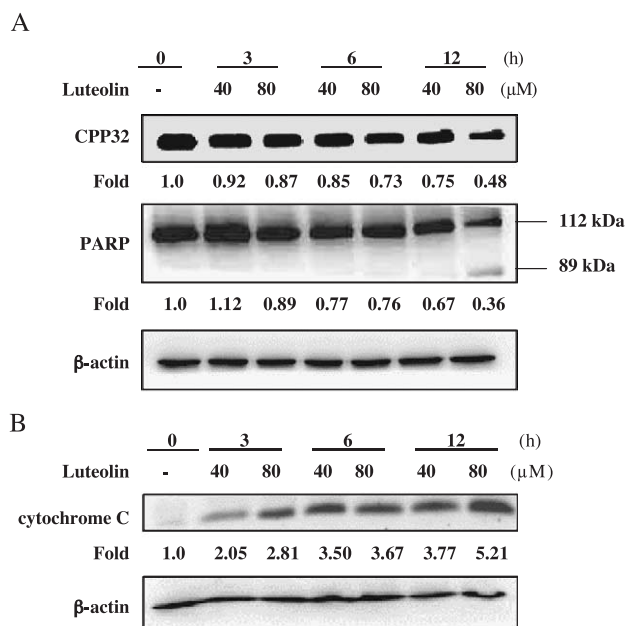 A
0 3 6 12 (h)
Luteolin - 40 80 40 80 40 80 (μM)
CPP32
Fold 1.0 0.92 0.87 0.85 0.73 0.75 0.48
112 kDa
PARP
89 kDa
Fold 1.0 1.12 0.89 0.77 0.76 0.67 0.36
β-actin
B
0 3 6 12 (h)
Luteolin - 40 80 40 80 40 80 (μM)
cytochrome C
Fold 1.0 2.05 2.81 3.50 3.67 3.77 5.21
β-actin